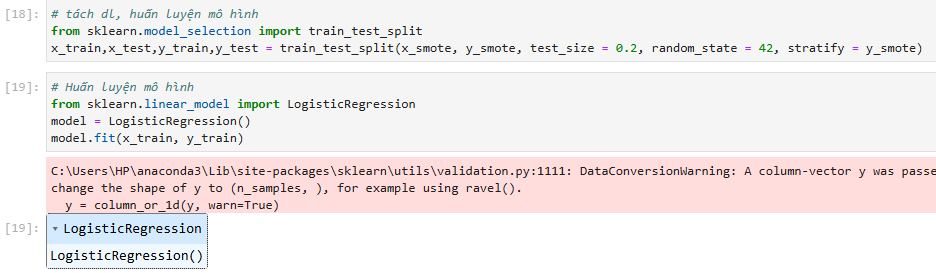 [18]: # tách dl, huấn luyện mô hình
from sklearn.model_selection import train_test_split
x_train,x_test,y_train,y_test = train_test_split(x_smote, y_smote, test_size = 0.2, random_state = 42, stratify = y_smote)
[19]: # Huấn luyện mô hình
from sklearn.linear_model import LogisticRegression
model = LogisticRegression()
model.fit(x_train, y_train)
C:\Users\HP\anaconda3\Lib\site-packages\sklearn\utils\validation.py:1111: DataConversionWarning: A column-vector y was passe
change the shape of y to (n_samples, ), for example using ravel().
y = column_or_1d(y, warn=True)
[19]: ▾ LogisticRegression
LogisticRegression()